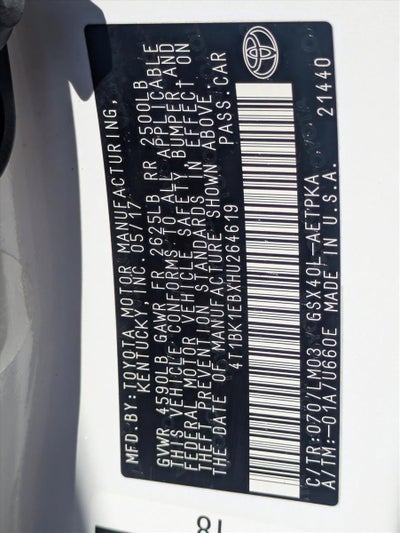 MFD.BY:TOYOTA MOTOR MANUFACTURING,
KENTUCKY, INC. 05/17
GVWR 4590LB GAWR FR 2625LB RR 2500LB
THIS VEHICLE CONFORMS TO ALL APPLICABLE
FEDERAL MOTOR VEHICLE SAFETY, BUMPER, AND
THEFT PREVENTION STANDARDS IN EFFECT ON
THE DATE OF MANUFACTURE SHOWN ABOVE.
4T1BK1EBXHU264619 PASS.CAR
C/TR:070/LM03 GSX40L-AETPKA
A/TM:-01A/U660E MADE IN U.S.A. 21440
18